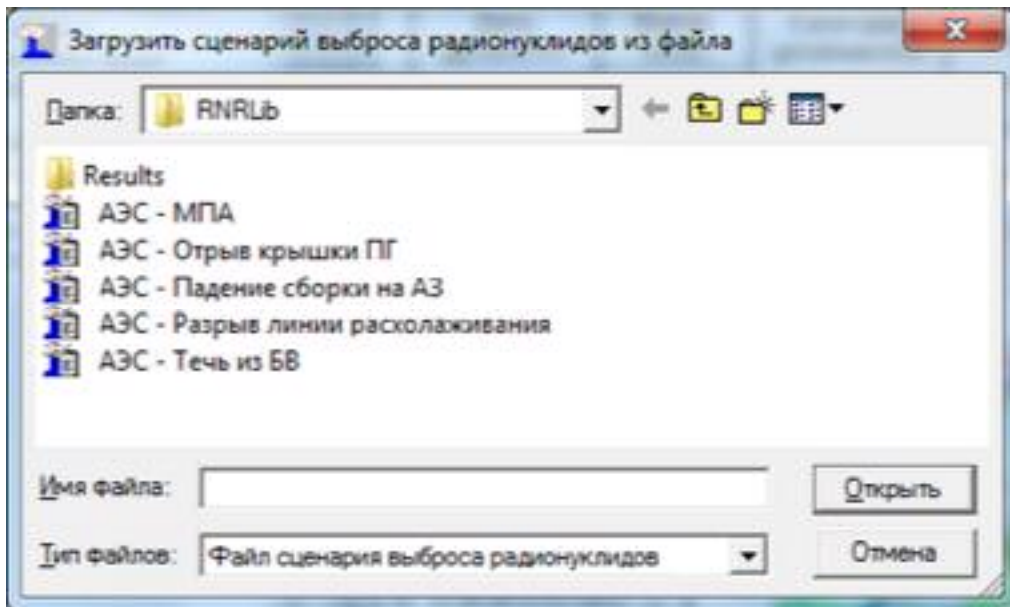 Загрузить сценарий выброса радионуклидов из файла
Папка: RNRLib
Results
АЭС - МПА
АЭС - Отрыв крышки ПГ
АЭС - Падение сборки на АЗ
АЭС - Разрыв линии расхолаживания
АЭС - Течь из БВ
Имя файла: Открыть
Тип файлов: Файл сценария выброса радионуклидов Отмена